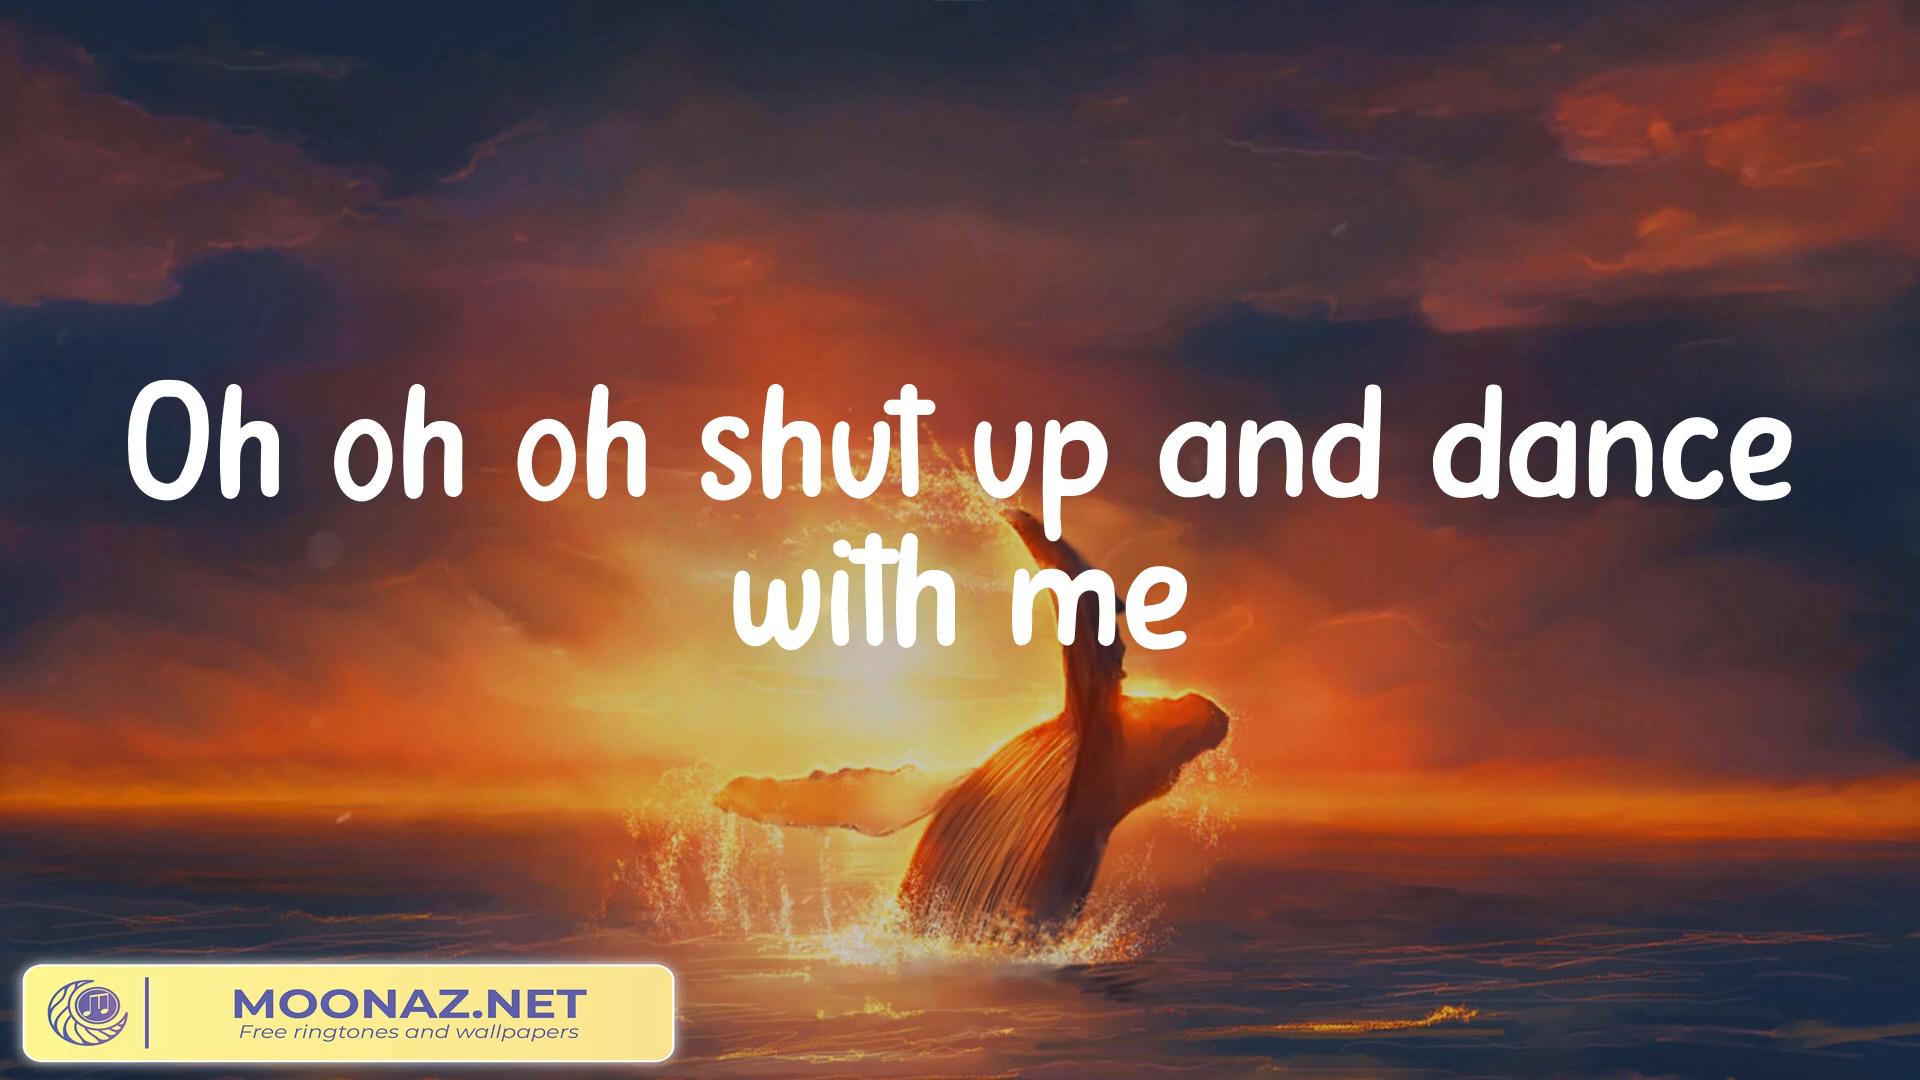 Oh oh oh shut up and dance
with me
MOONAZ.NET
Free ringtones and wallpapers